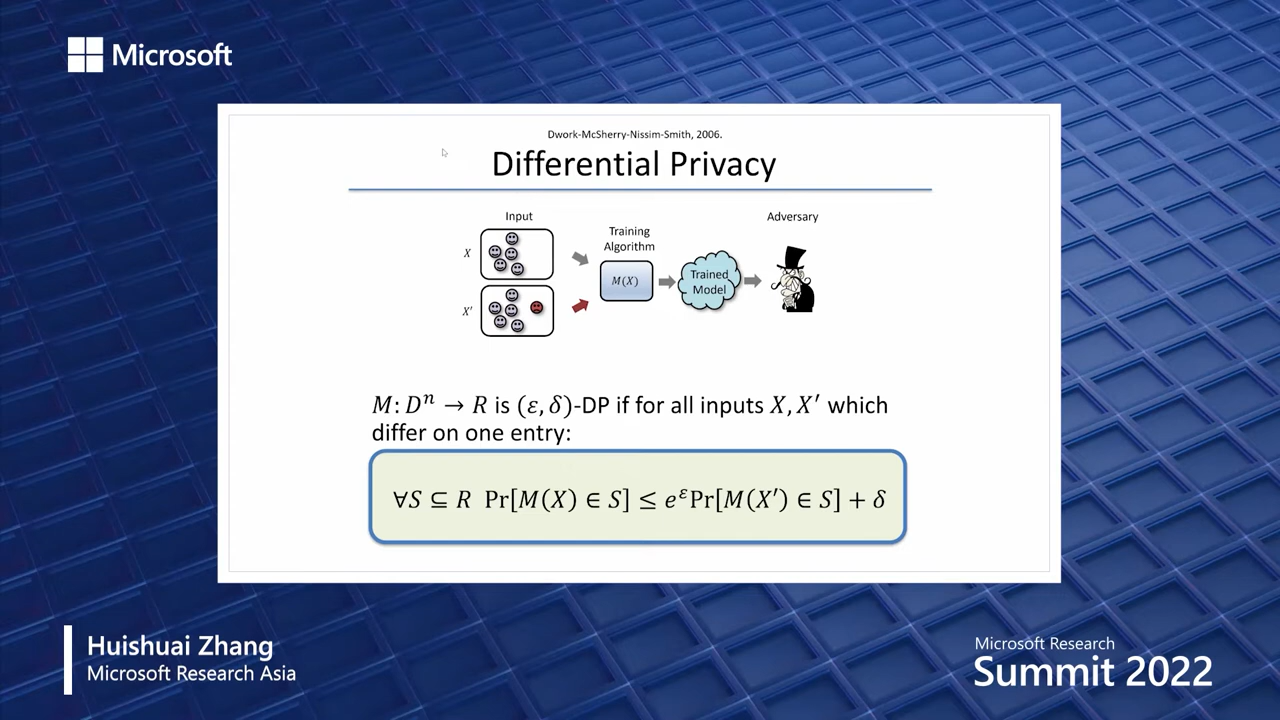 Microsoft
Dwork-McSherry-Nissim-Smith, 2006.
Differential Privacy
Input
Training
Algorithm
Adversary
X
M(X)
Trained
Model
X′
M: Dⁿ → R is (ε, δ)-DP if for all inputs X, X′ which
differ on one entry:
∀S ⊆ R Pr[M(X) ∈ S] ≤ e^ε Pr[M(X′) ∈ S] + δ
Huishuai Zhang
Microsoft Research Asia
Microsoft Research
Summit 2022